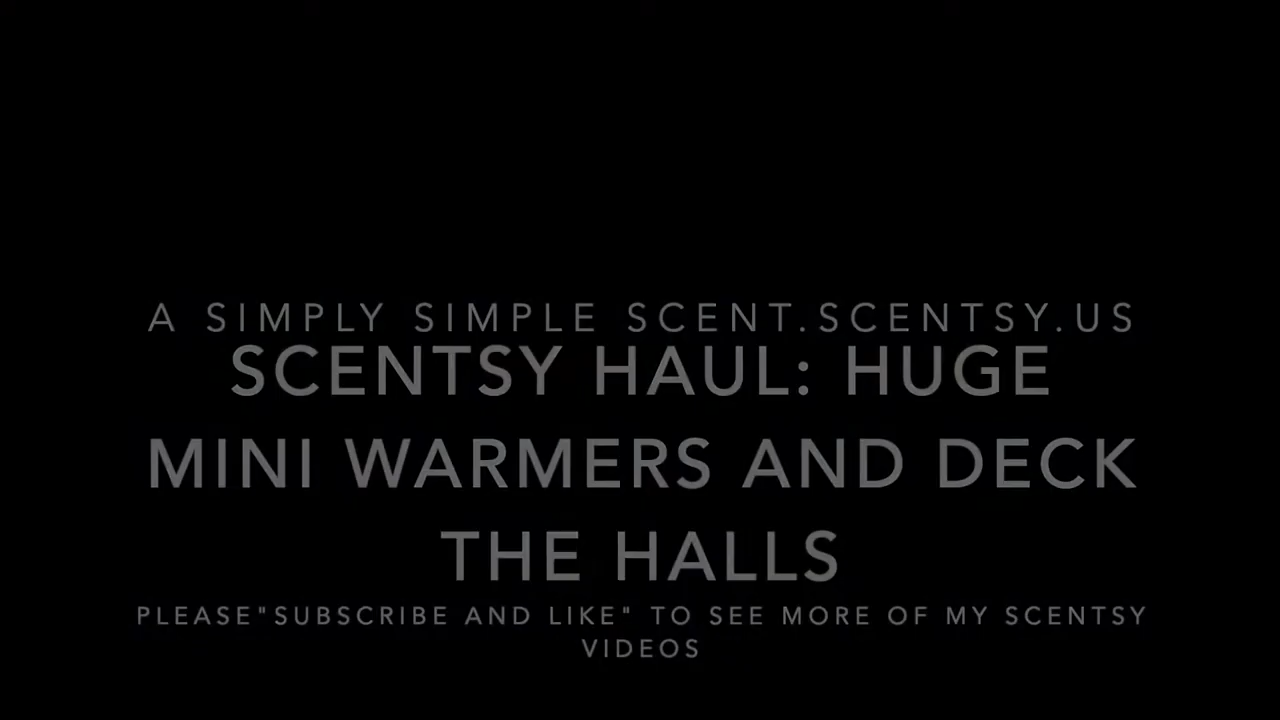 A SIMPLY SIMPLE SCENT.SCENTSY.US
SCENTSY HAUL: HUGE
MINI WARMERS AND DECK
THE HALLS
PLEASE"SUBSCRIBE AND LIKE" TO SEE MORE OF MY SCENTSY
VIDEOS